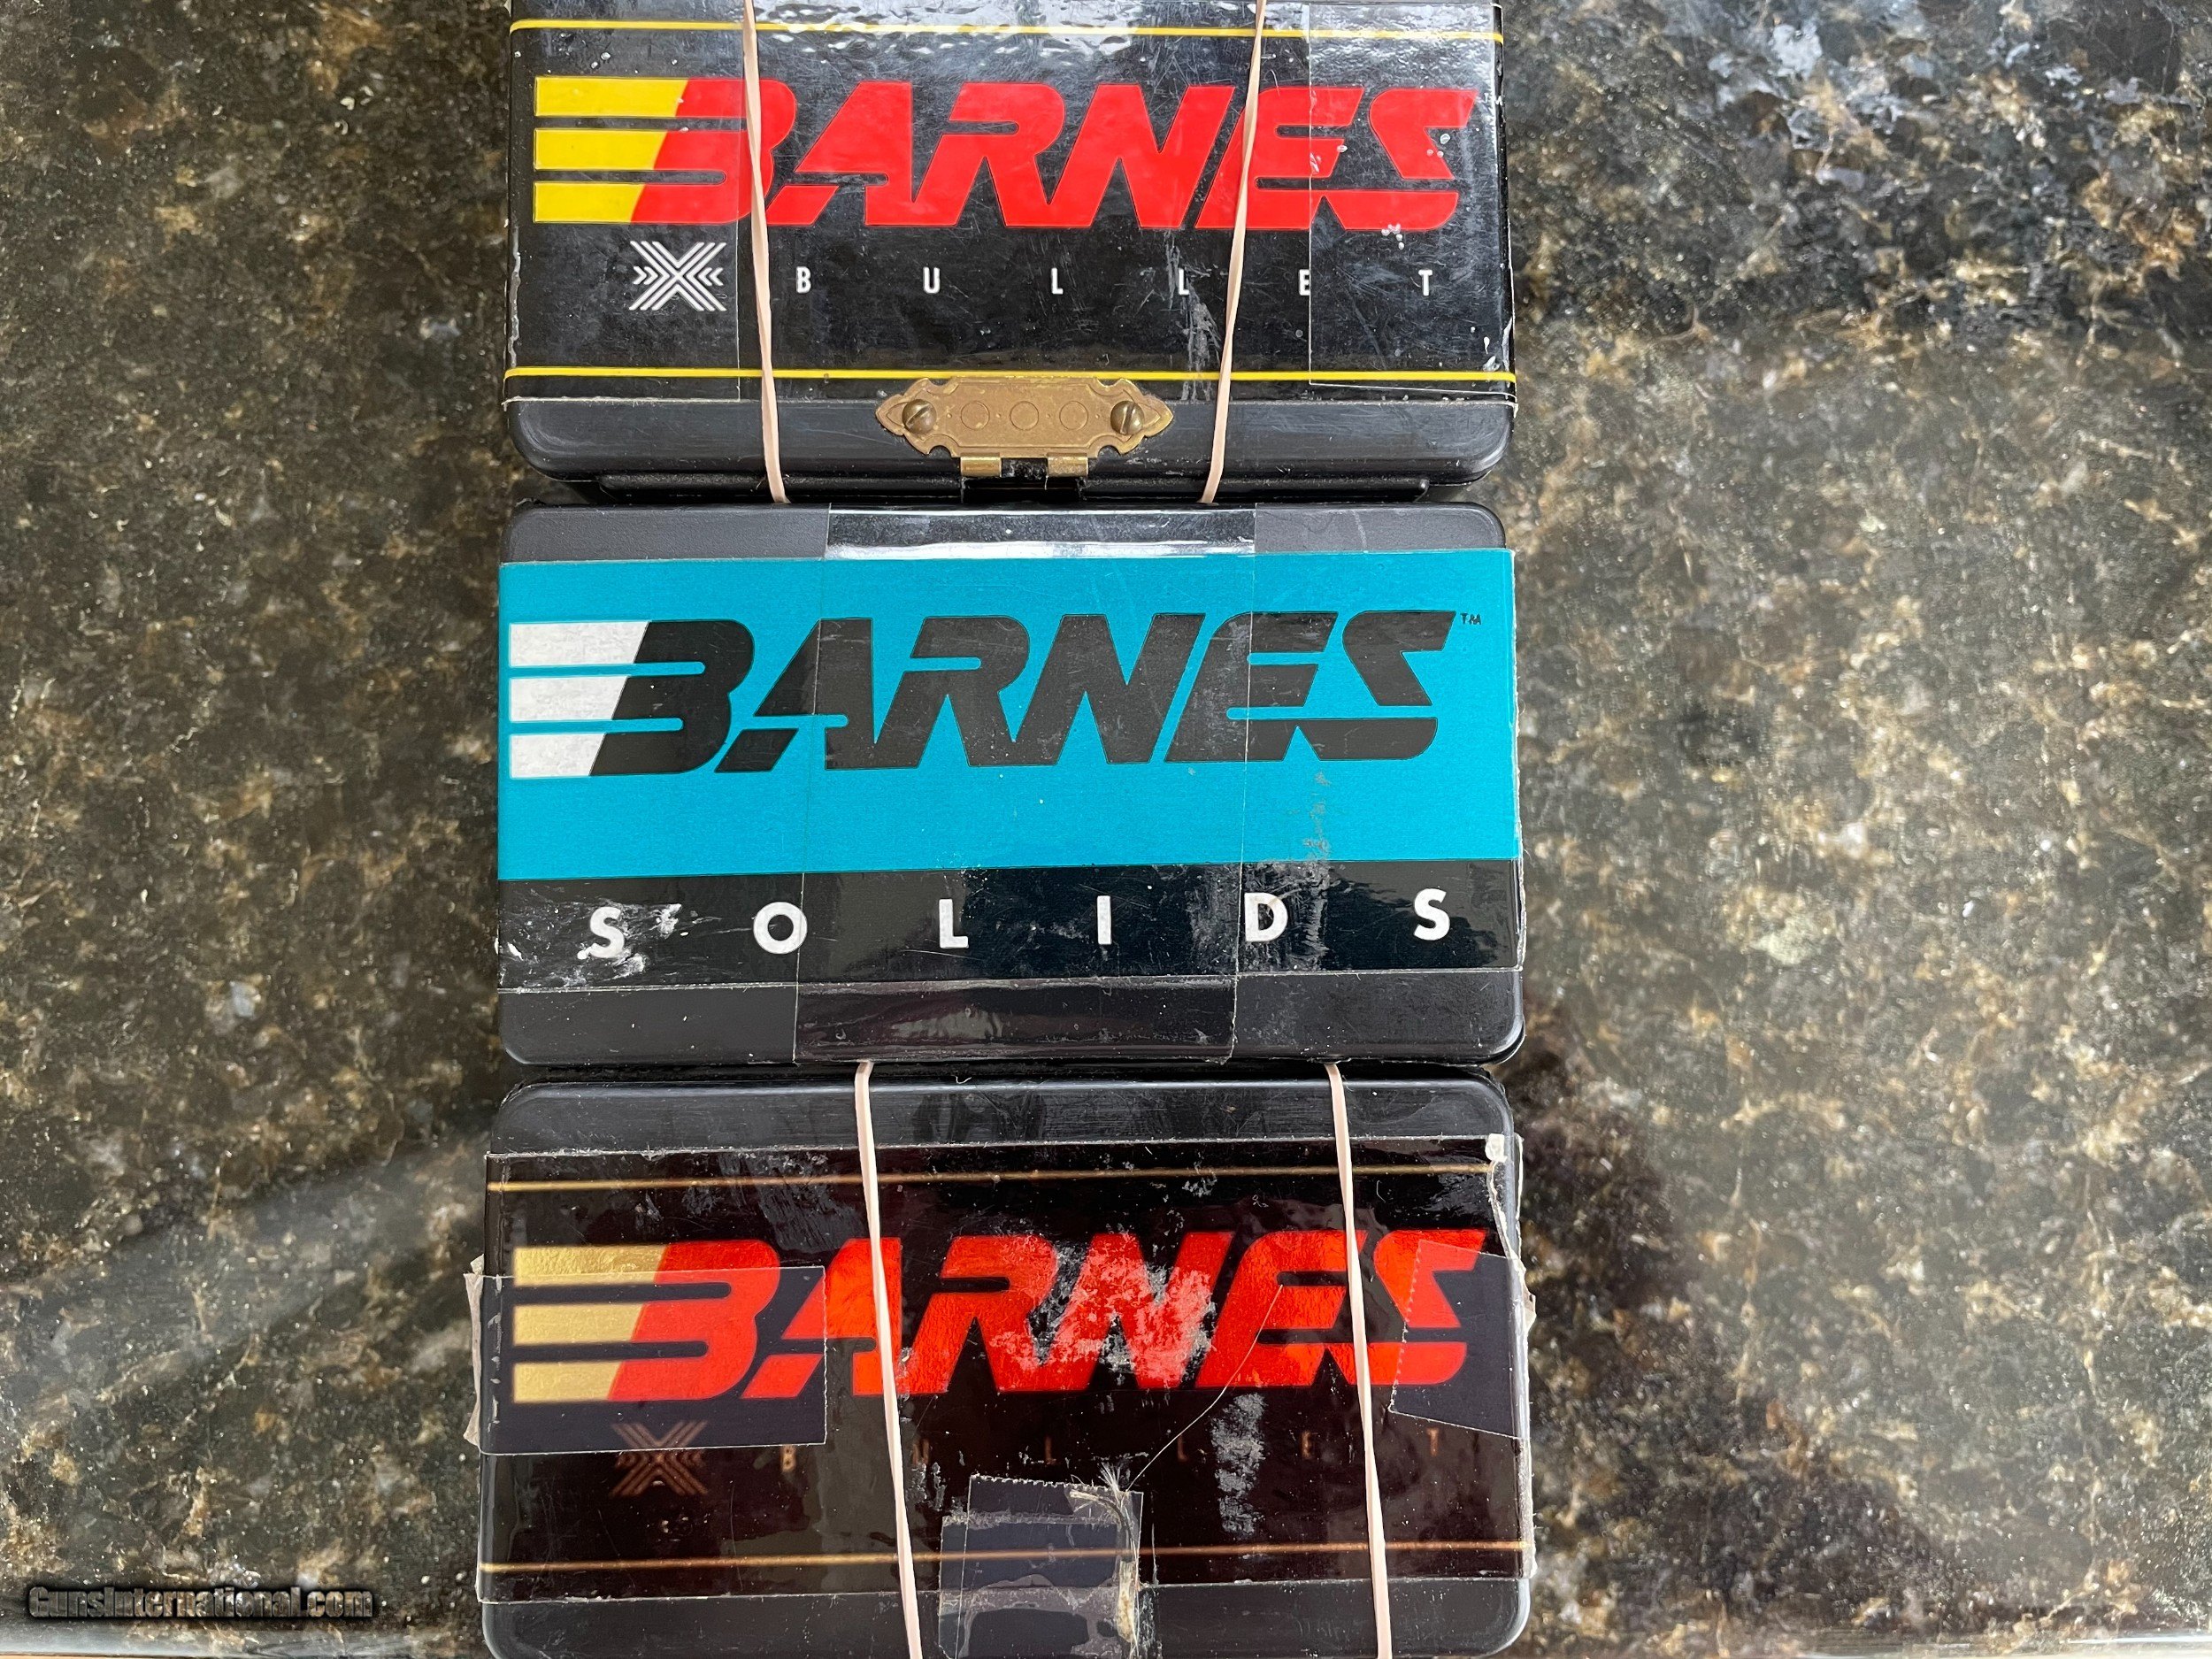 BARNES
X BULLET
BARNES™
SOLIDS
BARNES
X BULLET
GunsInternational.com